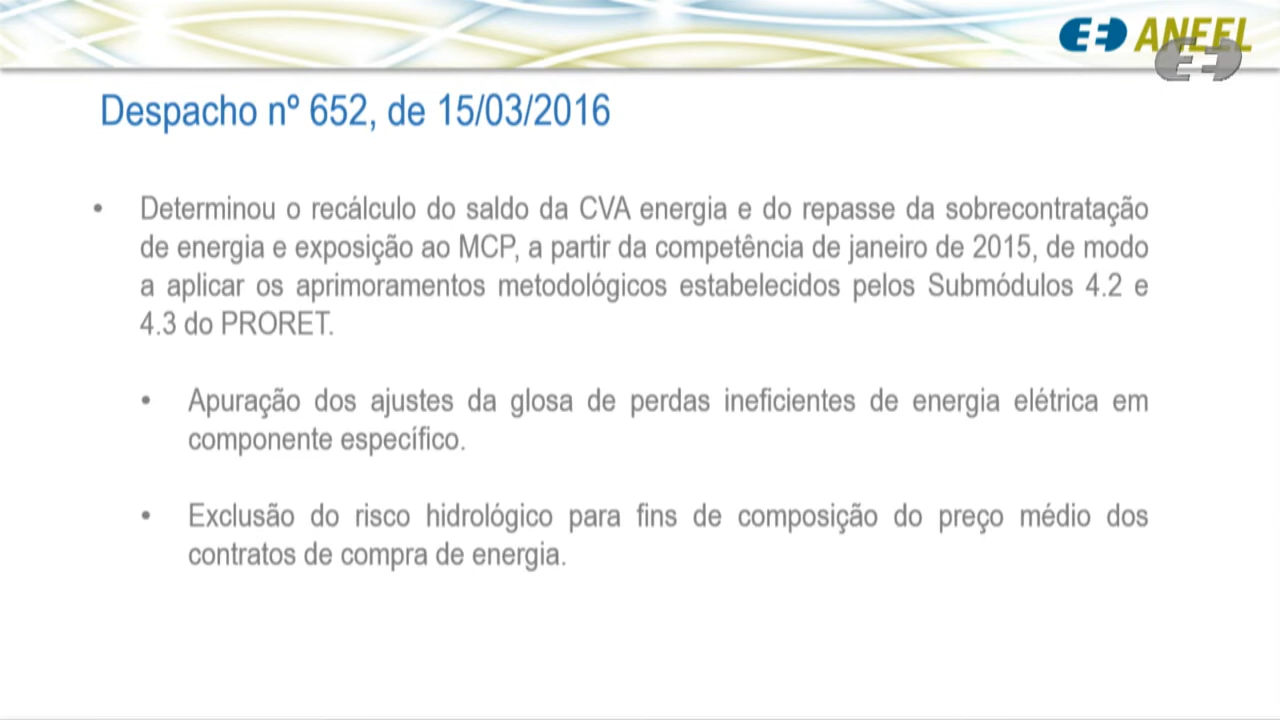 ANEEL
Despacho nº 652, de 15/03/2016
• Determinou o recálculo do saldo da CVA energia e do repasse da sobrecontratação
de energia e exposição ao MCP, a partir da competência de janeiro de 2015, de modo
a aplicar os aprimoramentos metodológicos estabelecidos pelos Submódulos 4.2 e
4.3 do PRORET.
• Apuração dos ajustes da glosa de perdas ineficientes de energia elétrica em
componente específico.
• Exclusão do risco hidrológico para fins de composição do preço médio dos
contratos de compra de energia.